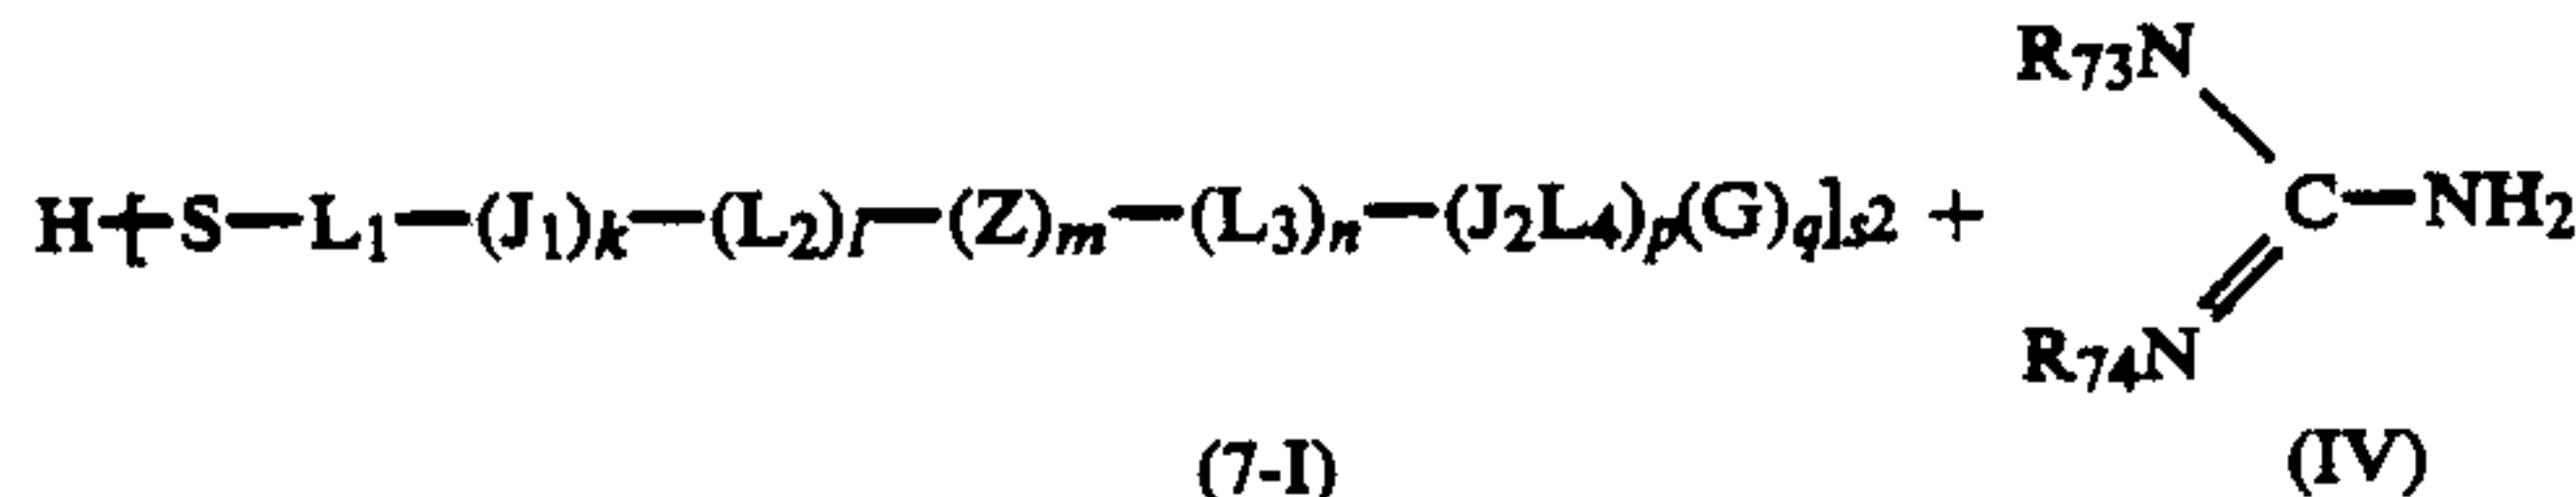 R73N
H[S—L1—(J1)k—(L2)l—(Z)m—(L3)n—(J2L4)p(G)q]s2 + C—NH2
R74N
(7-I) (IV)